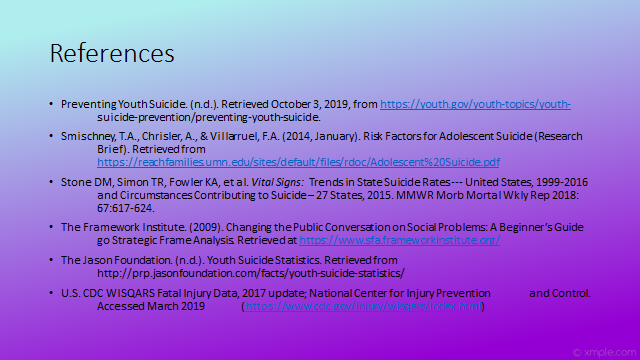 References
• Preventing Youth Suicide. (n.d.). Retrieved October 3, 2019, from https://youth.gov/youth-topics/youth-
suicide-prevention/preventing-youth-suicide.
• Smischney, T.A., Chrisler, A., & Villarruel, F.A. (2014, January). Risk Factors for Adolescent Suicide (Research
Brief). Retrieved from
https://reachfamilies.umn.edu/sites/default/files/rdoc/Adolescent%20Suicide.pdf
• Stone DM, Simon TR, Fowler KA, et al. Vital Signs: Trends in State Suicide Rates --- United States, 1999-2016
and Circumstances Contributing to Suicide – 27 States, 2015. MMWR Morb Mortal Wkly Rep 2018:
67:617-624.
• The Framework Institute. (2009). Changing the Public Conversation on Social Problems: A Beginner's Guide
go Strategic Frame Analysis. Retrieved at https://www.sfa.frameworkinstitute.org/
• The Jason Foundation. (n.d.). Youth Suicide Statistics. Retrieved from
http://prp.jasonfoundation.com/facts/youth-suicide-statistics/
• U.S. CDC WISQARS Fatal Injury Data, 2017 update; National Center for Injury Prevention and Control.
Accessed March 2019 (https://www.cdc.gov/injury/wisqars/index.html)
© xmple.com